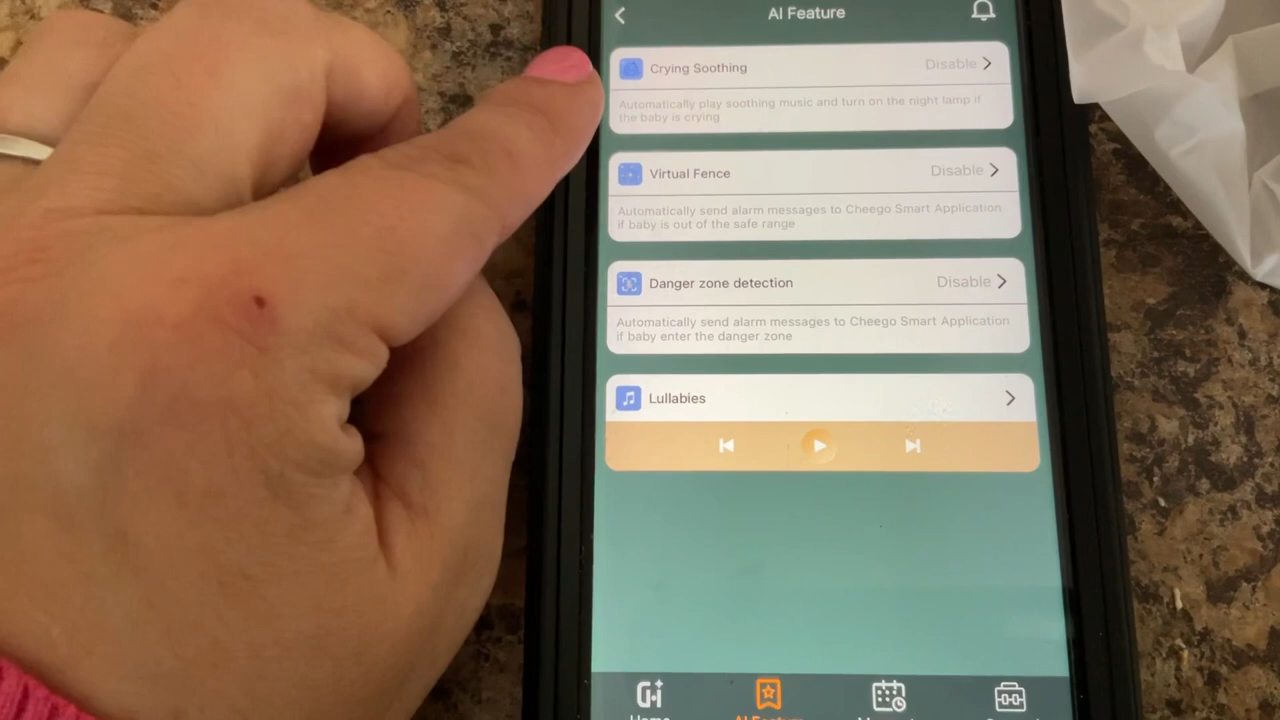 AI Feature
Crying Soothing
Disable
Automatically play soothing music and turn on the night lamp if
the baby is crying
Virtual Fence
Disable
Automatically send alarm messages to Cheego Smart Application
if baby is out of the safe range
Danger zone detection
Disable
Automatically send alarm messages to Cheego Smart Application
if baby enter the danger zone
Lullabies
Home
AI Feature